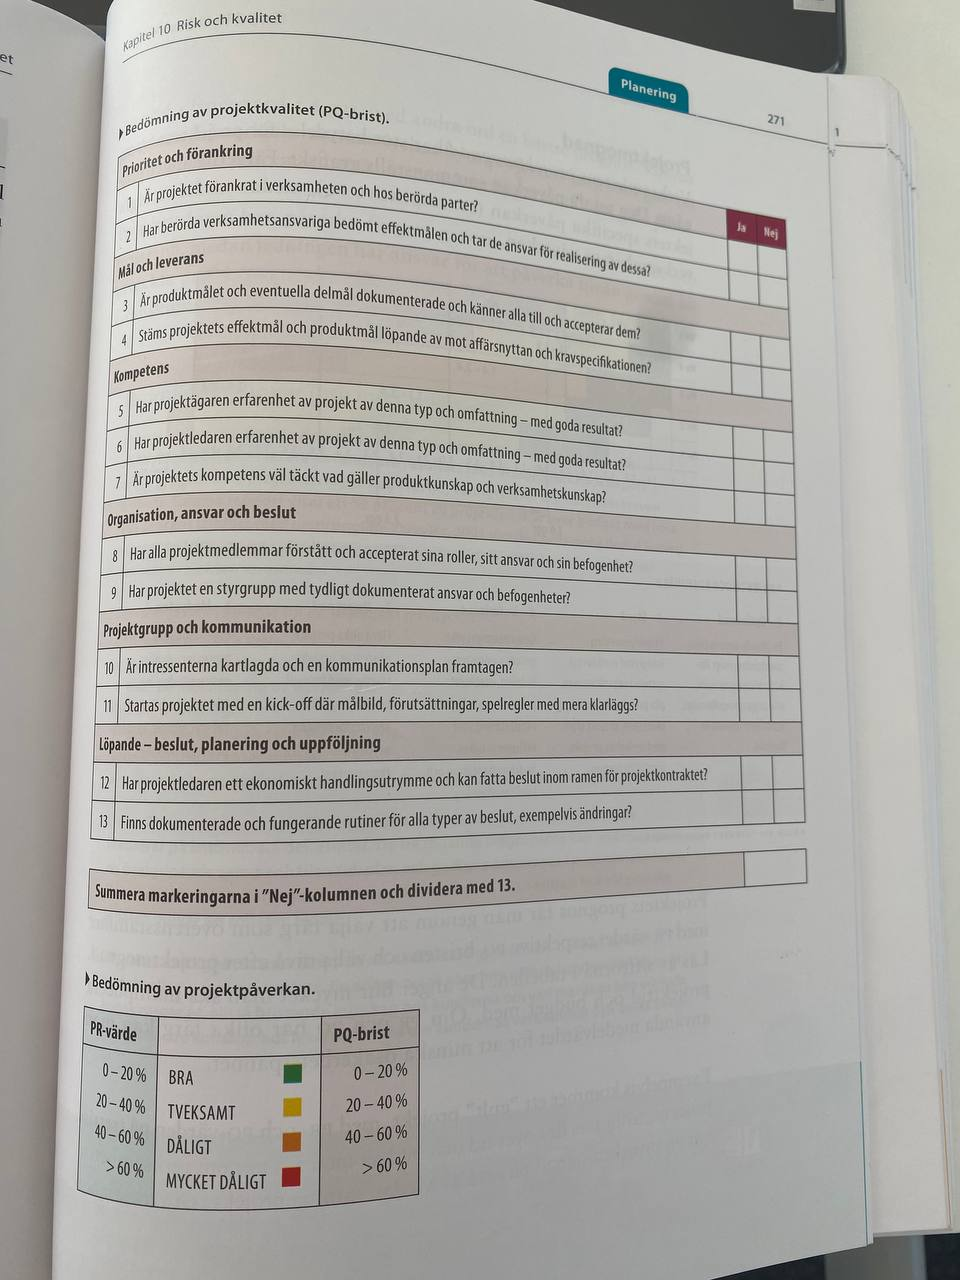 et
Kapitel 10 Risk och kvalitet
Planering
271
1
Bedömning av projektkvalitet (PQ-brist).
Prioritet och förankring
Ja Nej
1 Är projektet förankrat i verksamheten och hos berörda parter?
2 Har berörda verksamhetsansvariga bedömt effektmålen och tar de ansvar för realisering av dessa?
Mål och leverans
3 Är produktmålet och eventuella delmål dokumenterade och känner alla till och accepterar dem?
4 Stäms projektets effektmål och produktmål löpande av mot affärsnyttan och kravspecifikationen?
Kompetens
5 Har projektägaren erfarenhet av projekt av denna typ och omfattning – med goda resultat?
6 Har projektledaren erfarenhet av projekt av denna typ och omfattning – med goda resultat?
7 Är projektets kompetens väl täckt vad gäller produktkunskap och verksamhetskunskap?
Organisation, ansvar och beslut
8 Har alla projektmedlemmar förstått och accepterat sina roller, sitt ansvar och sin befogenhet?
9 Har projektet en styrgrupp med tydligt dokumenterat ansvar och befogenheter?
Projektgrupp och kommunikation
10 Är intressenterna kartlagda och en kommunikationsplan framtagen?
11 Startas projektet med en kick-off där målbild, förutsättningar, spelregler med mera klarläggs?
Löpande – beslut, planering och uppföljning
12 Har projektledaren ett ekonomiskt handlingsutrymme och kan fatta beslut inom ramen för projektkontraktet?
13 Finns dokumenterade och fungerande rutiner för alla typer av beslut, exempelvis ändringar?
Summera markeringarna i ”Nej”-kolumnen och dividera med 13.
Bedömning av projektpåverkan.
PR-värde PQ-brist
0 – 20 % BRA 0 – 20 %
20 – 40 % TVEKSAMT 20 – 40 %
40 – 60 % DÅLIGT 40 – 60 %
> 60 % MYCKET DÅLIGT > 60 %